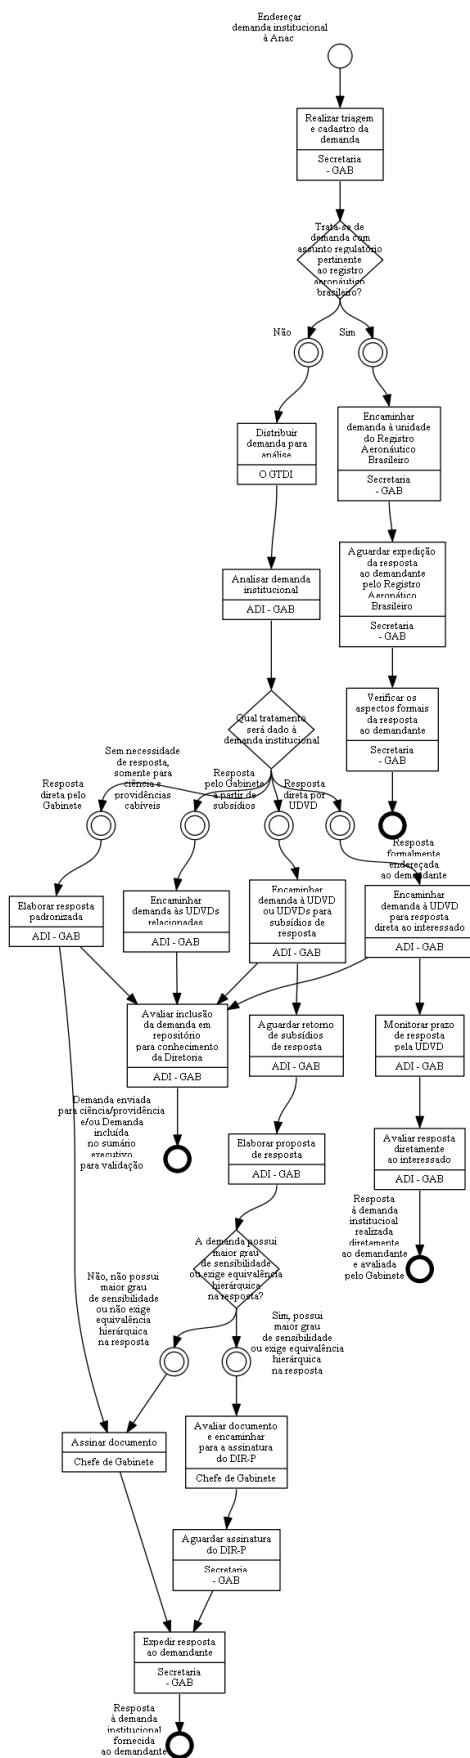 Endereçar
demanda institucional
à Anac
Realizar triagem
e cadastro da
demanda
Secretaria
- GAB
Trata-se de
demanda com
assunto regulatório
pertinente
ao registro
aeronáutico
brasileiro?
Não
Sim
Distribuir
demanda para
análise
O GTDI
Encaminhar
demanda à unidade
do Registro
Aeronáutico
Brasileiro
Secretaria
- GAB
Analisar demanda
institucional
ADI - GAB
Aguardar expedição
da resposta
ao demandante
pelo Registro
Aeronático
Brasileiro
Secretaria
- GAB
Qual tratamento
será dado à
demanda institucional
Verificar os
aspectos formais
da resposta
ao demandante
Secretaria
- GAB
Resposta
direta pelo
Gabinete
Sem necessidade
de resposta,
somente para
ciência e
providências
cabíveis
Resposta
pelo Gabinete
a partir de
subsídios
Resposta
direta por
UDVD
Resposta
formalmente
endereçada
ao demandante
Elaborar resposta
padronizada
ADI - GAB
Encaminhar
demanda às UDVDs
relacionadas
ADI - GAB
Encaminhar
demanda à UDVD
ou UDVDs para
subsídios de
resposta
ADI - GAB
Encaminhar
demanda à UDVD
para resposta
direta ao interessado
ADI - GAB
Avaliar inclusão
da demanda em
repositório
para conhecimento
da Diretoria
ADI - GAB
Aguardar retorno
de subsídios
de resposta
ADI - GAB
Monitorar prazo
de resposta
pela UDVD
ADI - GAB
Demanda enviada
para ciência/providência
e/ou Demanda
incluída
no sumário
executivo
para validação
Elaborar proposta
de resposta
ADI - GAB
Avaliar resposta
diretamente
ao interessado
ADI - GAB
Resposta
à demanda
institucioal
realizada
diretamente
ao demandante
e avaliada
pelo Gabinete
A demanda possui
maior grau
de sensibilidade
ou exige equivalência
hierárquica
na resposta?
Não, não possui
maior grau
de sensibilidade
ou não exige
equivalência
hierárquica
na resposta
Sim, possui
maior grau
de sensibilidade
ou exige equivalência
hierárquica
na resposta
Assinar documento
Chefe de Gabinete
Avaliar documento
e encaminhar
para a assinatura
do DIR-P
Chefe de Gabinete
Aguardar assinatura
do DIR-P
Secretaria
- GAB
Expedir resposta
ao demandante
Secretaria
- GAB
Resposta
à demanda
institucional
fornecida
ao demandante